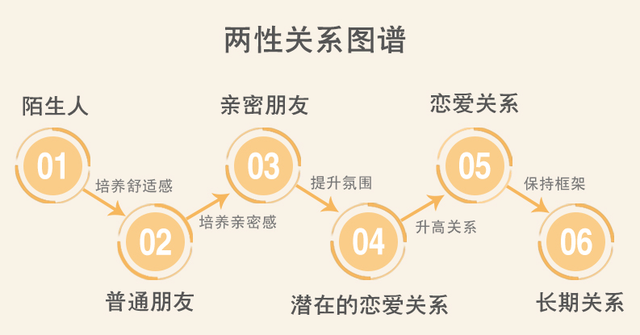 两性关系图谱
陌生人
01
培养舒适感
02
普通朋友
培养亲密感
亲密朋友
03
提升氛围
04
潜在的恋爱关系
升高关系
恋爱关系
05
保持框架
06
长期关系